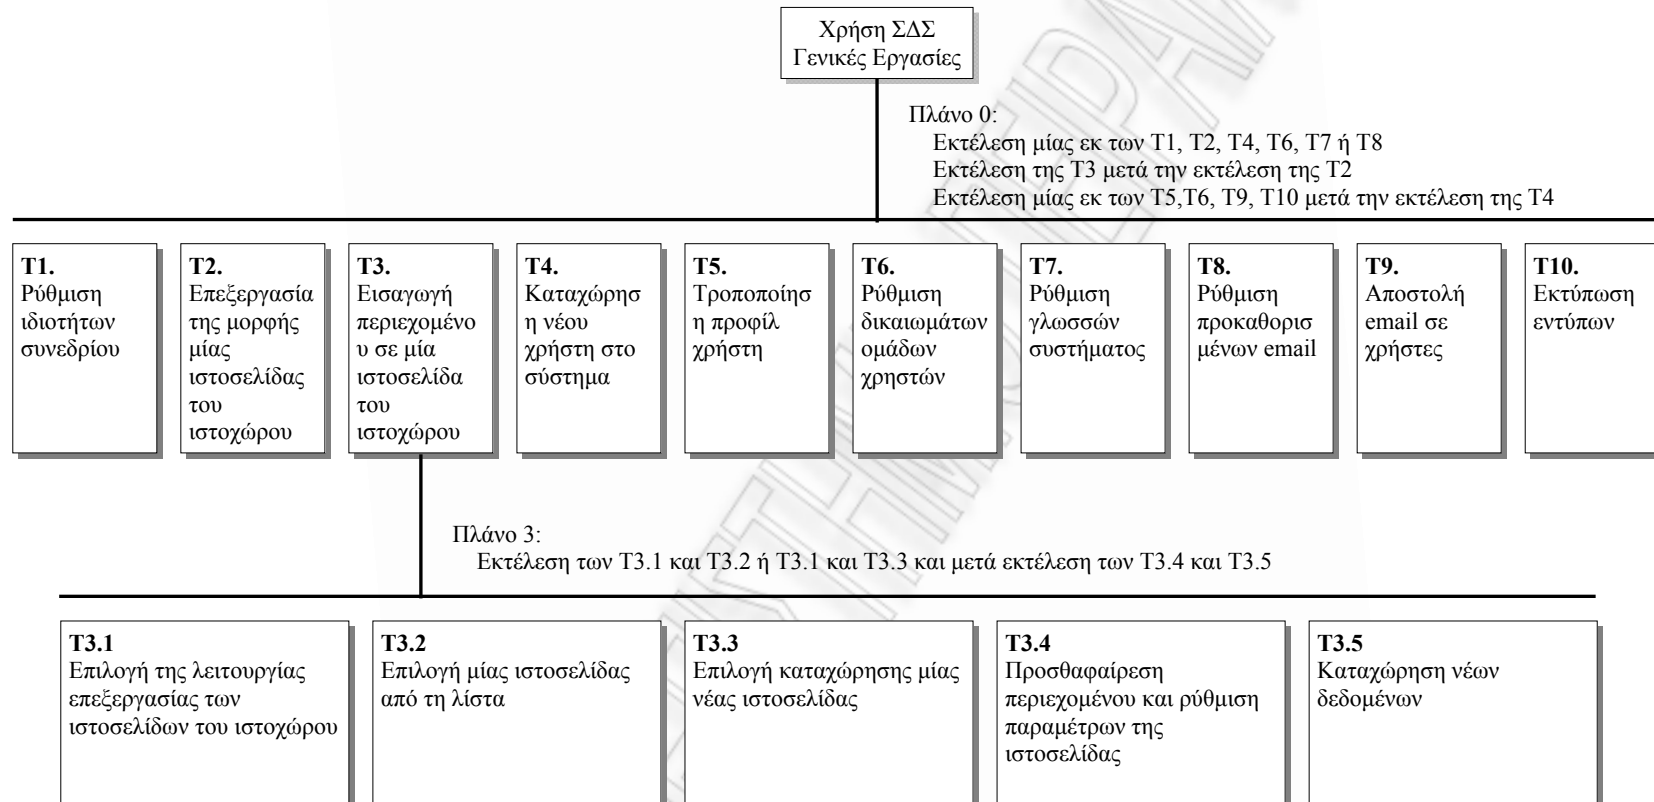 Χρήση ΣΔΣ
Γενικές Εργασίες
Πλάνο 0:
Εκτέλεση μίας εκ των Τ1, Τ2, Τ4, Τ6, Τ7 ή Τ8
Εκτέλεση της Τ3 μετά την εκτέλεση της Τ2
Εκτέλεση μίας εκ των Τ5,Τ6, Τ9, Τ10 μετά την εκτέλεση της Τ4
Τ1.
Ρύθμιση
ιδιοτήτων
συνεδρίου
Τ2.
Επεξεργασία
της μορφής
μίας
ιστοσελίδας
του
ιστοχώρου
Τ3.
Εισαγωγή
περιεχομένο
υ σε μία
ιστοσελίδα
του
ιστοχώρου
Τ4.
Καταχώρησ
η νέου
χρήστη στο
σύστημα
Τ5.
Τροποποίησ
η προφίλ
χρήστη
Τ6.
Ρύθμιση
δικαιωμάτων
ομάδων
χρηστών
Τ7.
Ρύθμιση
γλωσσών
συστήματος
Τ8.
Ρύθμιση
προκαθορισ
μένων email
Τ9.
Αποστολή
email σε
χρήστες
Τ10.
Εκτύπωση
εντύπων
Πλάνο 3:
Εκτέλεση των Τ3.1 και Τ3.2 ή Τ3.1 και Τ3.3 και μετά εκτέλεση των Τ3.4 και Τ3.5
Τ3.1
Επιλογή της λειτουργίας
επεξεργασίας των
ιστοσελίδων του ιστοχώρου
Τ3.2
Επιλογή μίας ιστοσελίδας
από τη λίστα
Τ3.3
Επιλογή καταχώρησης μίας
νέας ιστοσελίδας
Τ3.4
Προσθαφαίρεση
περιεχομένου και ρύθμιση
παραμέτρων της
ιστοσελίδας
Τ3.5
Καταχώρηση νέων
δεδομένων